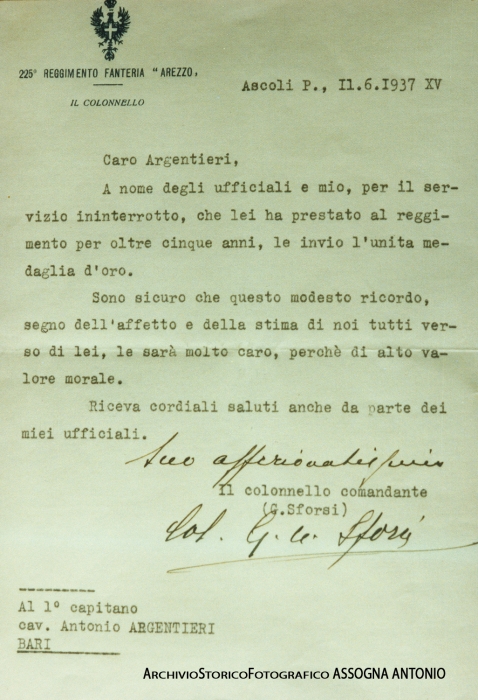 225° REGGIMENTO FANTERIA "AREZZO,
IL COLONNELLO
Ascoli P., I1.6.1937 XV
Caro Argentieri,
A nome degli ufficiali e mio, per il ser-
vizio ininterrotto, che lei ha prestato al reggi-
mento per oltre cinque anni, le invio l'unita me-
daglia d'oro.
Sono sicuro che questo modesto ricordo,
segno dell'affetto e della stima di noi tutti ver-
so di lei, le sarà molto caro, perchè di alto va-
lore morale.
Riceva cordiali saluti anche da parte dei
miei ufficiali.
Suo affezionatissimo
Il colonnello comandante
(G.Sforsi)
Col. G. Sforsi
Al 1° capitano
cav. Antonio ARGENTIERI
BARI
ARCHIVIOSTORICOFOTOGRAFICO ASSOGNA ANTONIO